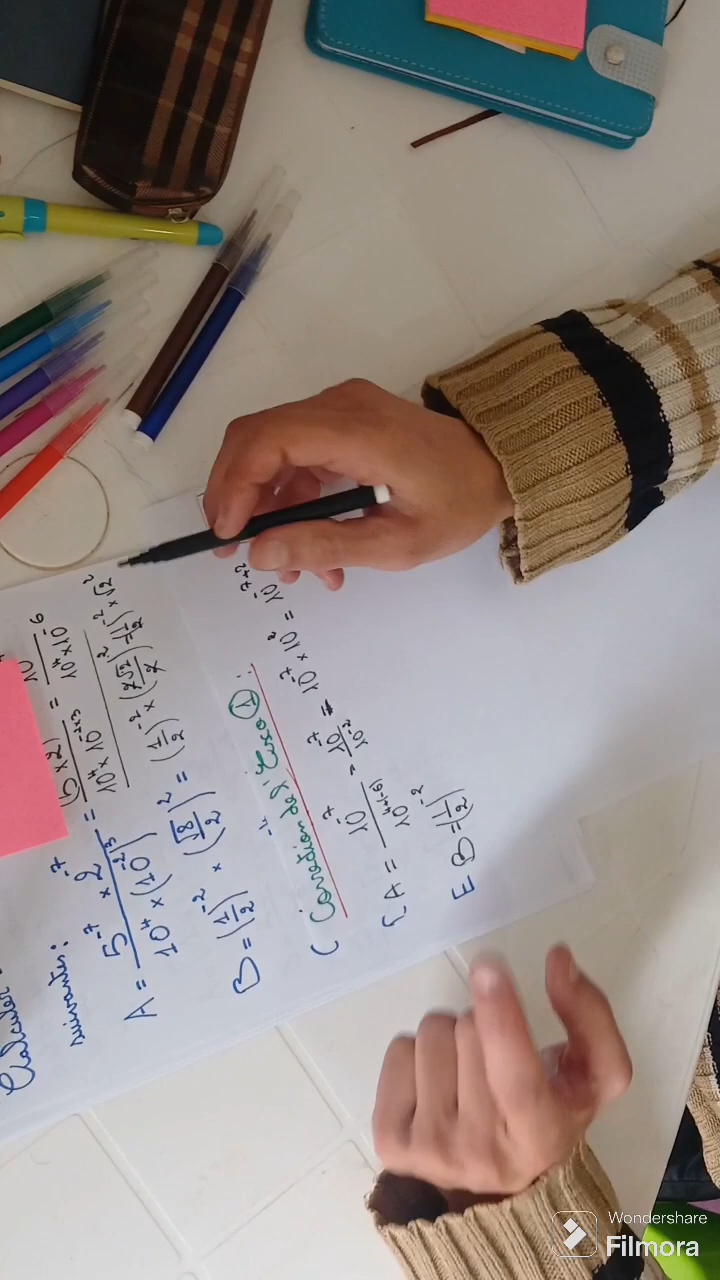 Calculer
suivantes:
A = 5⁻⁷ × 2⁻⁷ / 10⁴ × (10⁻²)³ = (5 × 2)⁻⁷ / 10⁴ × 10⁻²ˣ³ = 10 / 10⁴ × 10⁻⁶
B = (1/2)⁻² × (√8/2)² = (1/2)⁻² × (2√2/2)² = (1/2)⁻² × √2²
Correction de l'Exo ① :
A = 10⁻⁷ / 10⁴⁺⁽⁻⁶⁾ = 10⁻⁷ / 10⁻² = 10⁻⁷ × 10² = 10⁻⁷⁺²
B = (1/2)⁻²
Wondershare
Filmora